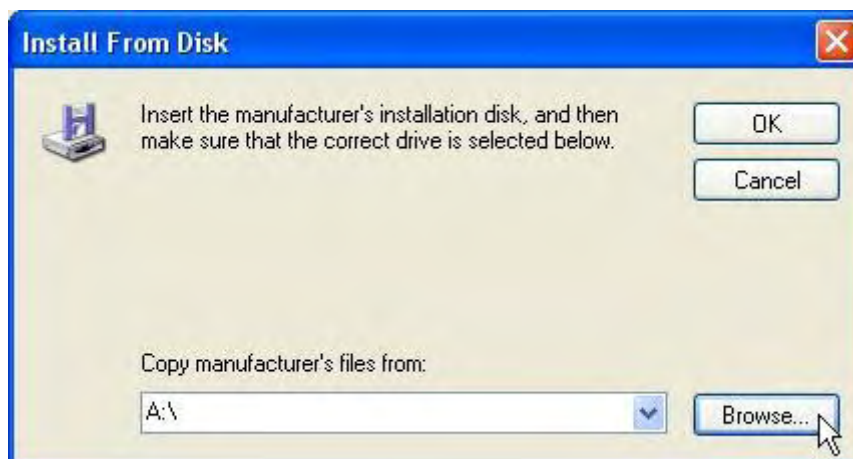 Install From Disk
Insert the manufacturer's installation disk, and then
make sure that the correct drive is selected below.
OK
Cancel
Copy manufacturer's files from:
A:\
Browse...